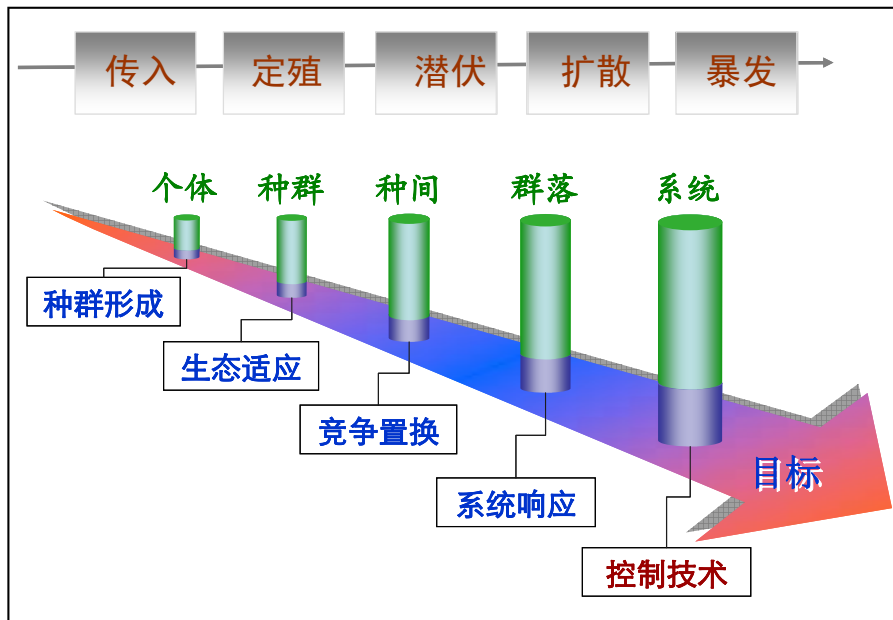 传入 定殖 潜伏 扩散 暴发
个体 种群 种间 群落 系统
种群形成
生态适应
竞争置换
目标
系统响应
控制技术